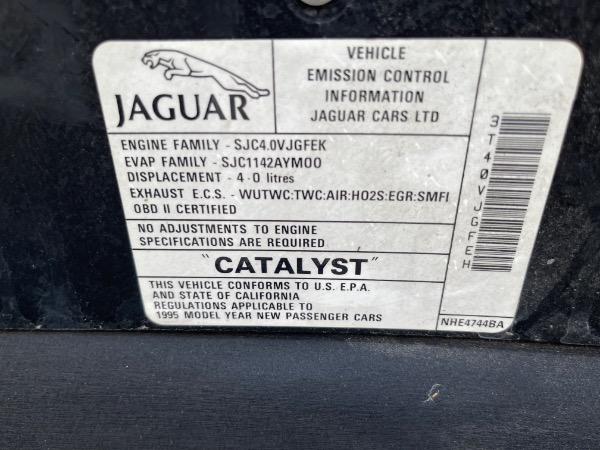 JAGUAR
VEHICLE
EMISSION CONTROL
INFORMATION
JAGUAR CARS LTD
ENGINE FAMILY - SJC4.0VJGFEK
EVAP FAMILY - SJC1142AYM00
DISPLACEMENT - 4·0 litres
EXHAUST E.C.S. - WUTWC:TWC:AIR:HO2S:EGR:SMFI
OBD II CERTIFIED
NO ADJUSTMENTS TO ENGINE
SPECIFICATIONS ARE REQUIRED
"CATALYST"
THIS VEHICLE CONFORMS TO U.S. E.P.A.
AND STATE OF CALIFORNIA
REGULATIONS APPLICABLE TO
1995 MODEL YEAR NEW PASSENGER CARS
3T40VJGFEH
NHE4744BA